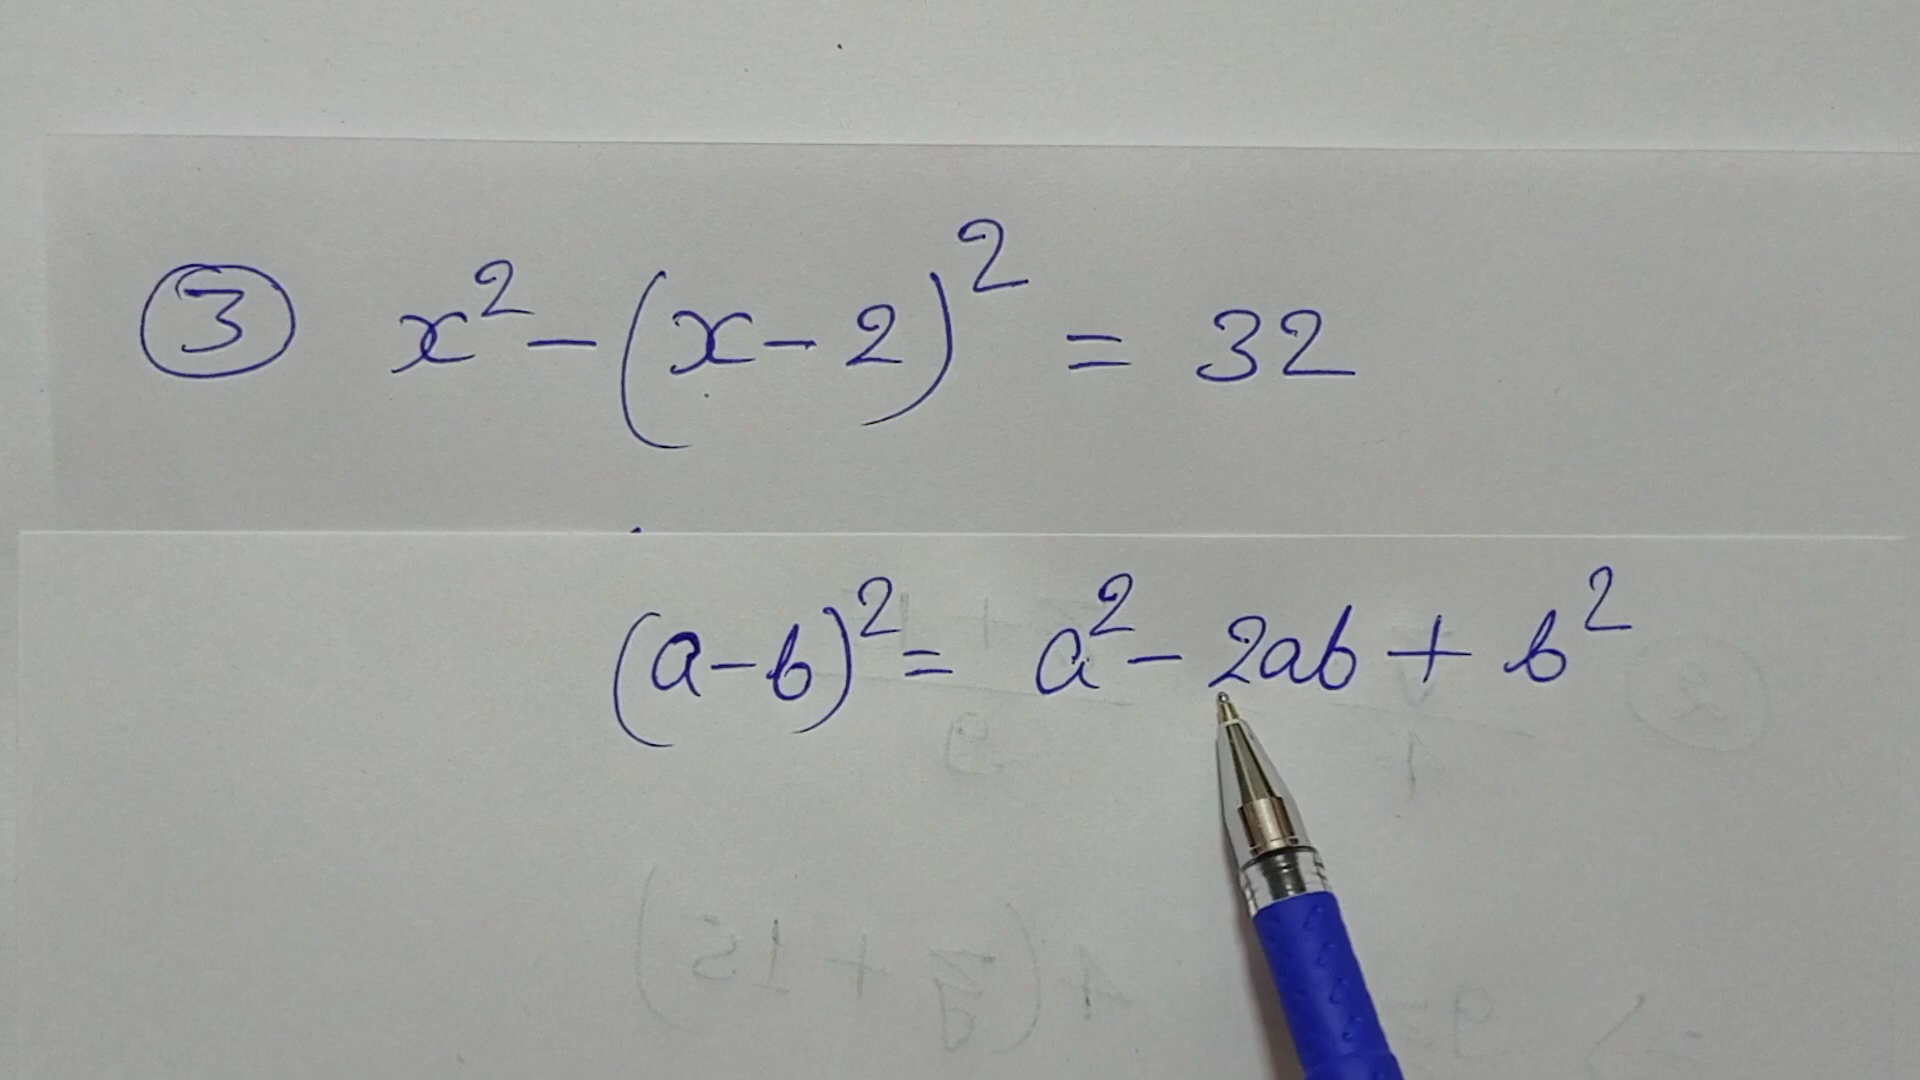 ③ x² - (x - 2)² = 32
(a - b)² = a² - 2ab + b²